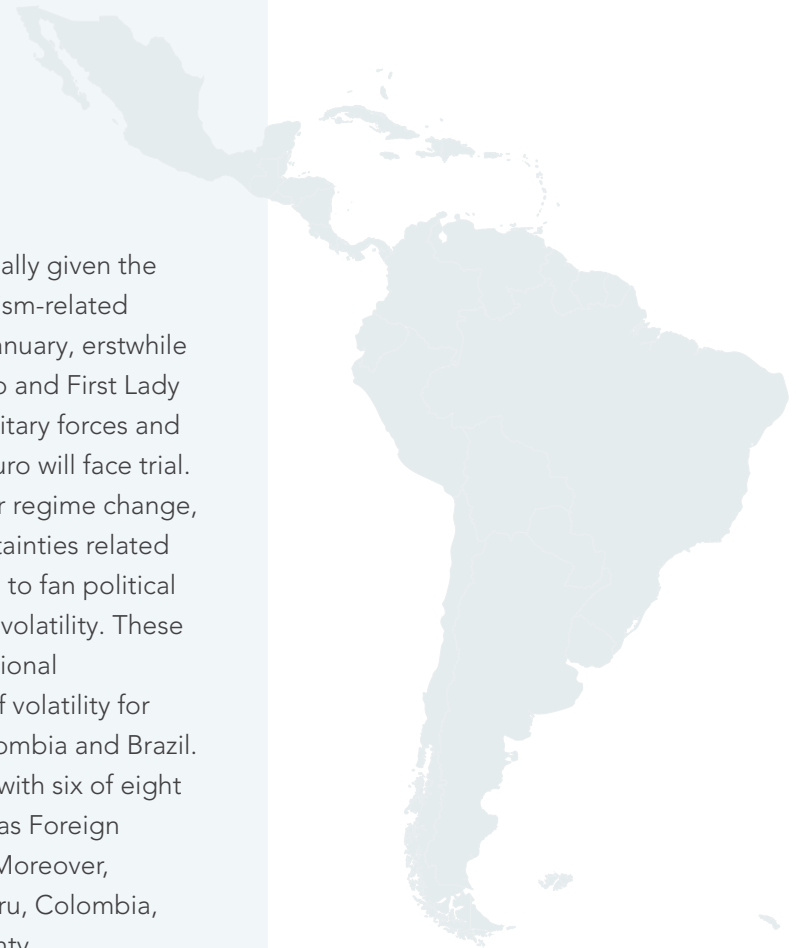 ally given the
sm-related
anuary, erstwhile
o and First Lady
itary forces and
uro will face trial.
r regime change,
tainties related
to fan political
volatility. These
ional
f volatility for
ombia and Brazil.
with six of eight
as Foreign
Moreover,
ru, Colombia,
nty